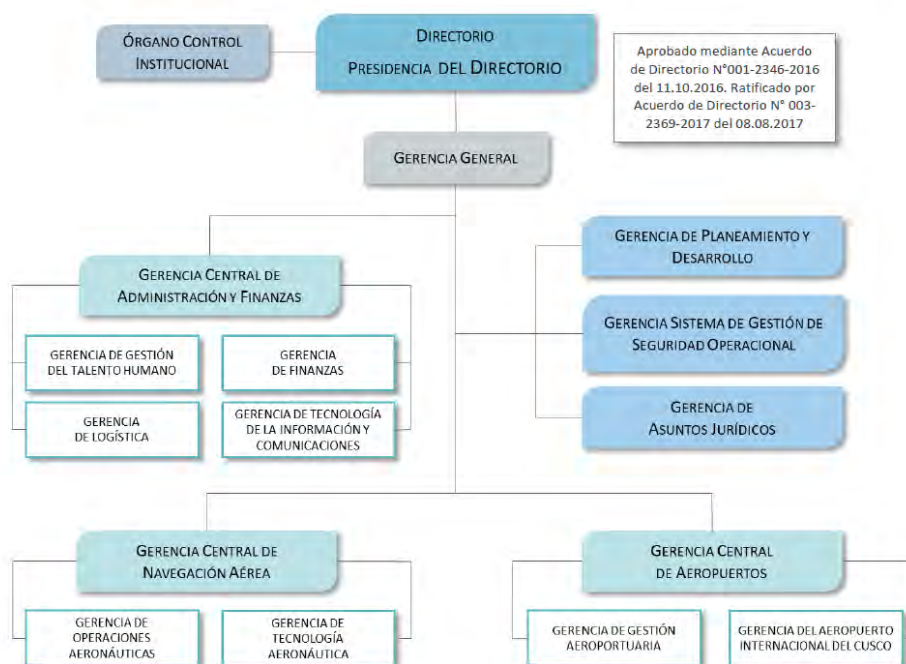 ÓRGANO CONTROL
INSTITUCIONAL
DIRECTORIO
PRESIDENCIA DEL DIRECTORIO
Aprobado mediante Acuerdo
de Directorio N°001-2346-2016
del 11.10.2016. Ratificado por
Acuerdo de Directorio N° 003-
2369-2017 del 08.08.2017
GERENCIA GENERAL
GERENCIA CENTRAL DE
ADMINISTRACIÓN Y FINANZAS
GERENCIA DE GESTIÓN
DEL TALENTO HUMANO
GERENCIA
DE FINANZAS
GERENCIA
DE LOGÍSTICA
GERENCIA DE TECNOLOGÍA
DE LA INFORMACIÓN Y
COMUNICACIONES
GERENCIA DE PLANEAMIENTO Y
DESARROLLO
GERENCIA SISTEMA DE GESTIÓN DE
SEGURIDAD OPERACIONAL
GERENCIA DE
ASUNTOS JURÍDICOS
GERENCIA CENTRAL DE
NAVEGACIÓN AÉREA
GERENCIA DE
OPERACIONES
AERONÁUTICAS
GERENCIA DE
TECNOLOGÍA
AERONÁUTICA
GERENCIA CENTRAL
DE AEROPUERTOS
GERENCIA DE GESTIÓN
AEROPORTUARIA
GERENCIA DEL AEROPUERTO
INTERNACIONAL DEL CUSCO